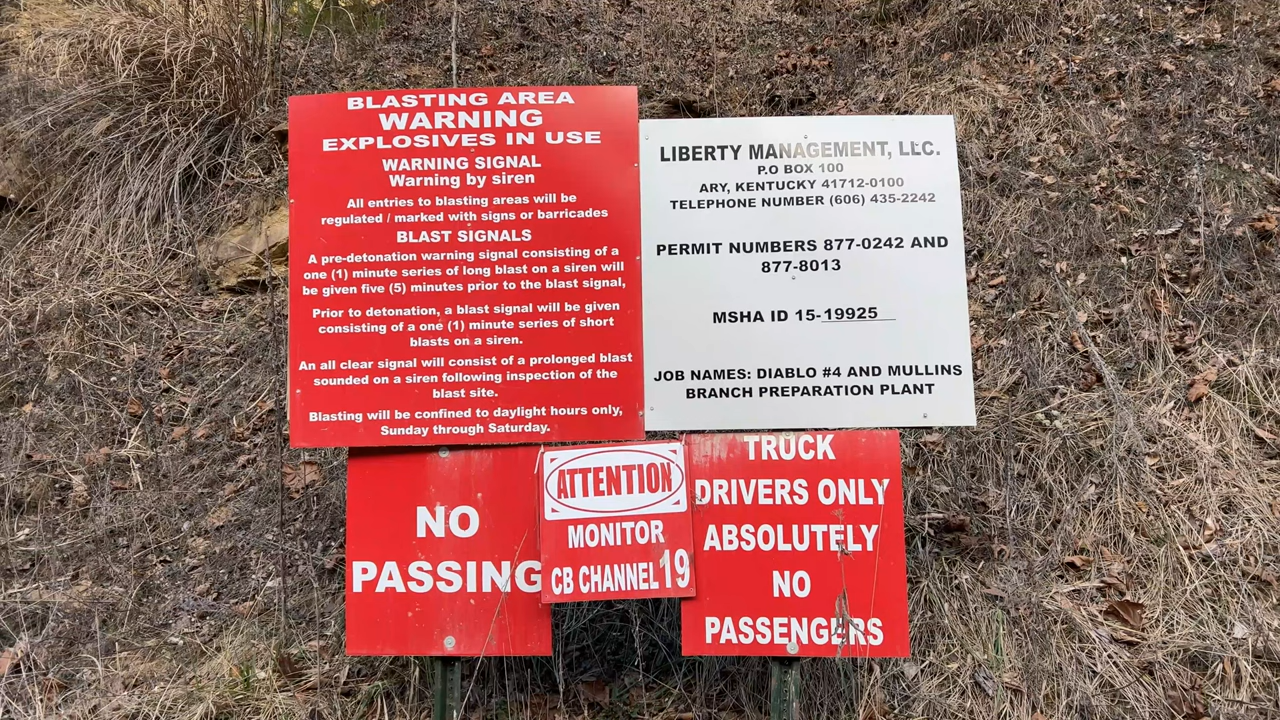 BLASTING AREA
WARNING
EXPLOSIVES IN USE
WARNING SIGNAL
Warning by siren
All entries to blasting areas will be
regulated / marked with signs or barricades
BLAST SIGNALS
A pre-detonation warning signal consisting of a
one (1) minute series of long blast on a siren will
be given five (5) minutes prior to the blast signal,
Prior to detonation, a blast signal will be given
consisting of a one (1) minute series of short
blasts on a siren.
An all clear signal will consist of a prolonged blast
sounded on a siren following inspection of the
blast site.
Blasting will be confined to daylight hours only,
Sunday through Saturday.
LIBERTY MANAGEMENT, LLC.
P.O BOX 100
ARY, KENTUCKY 41712-0100
TELEPHONE NUMBER (606) 435-2242
PERMIT NUMBERS 877-0242 AND
877-8013
MSHA ID 15-19925
JOB NAMES: DIABLO #4 AND MULLINS
BRANCH PREPARATION PLANT
NO
PASSING
ATTENTION
MONITOR
CB CHANNEL 19
TRUCK
DRIVERS ONLY
ABSOLUTELY
NO
PASSENGERS